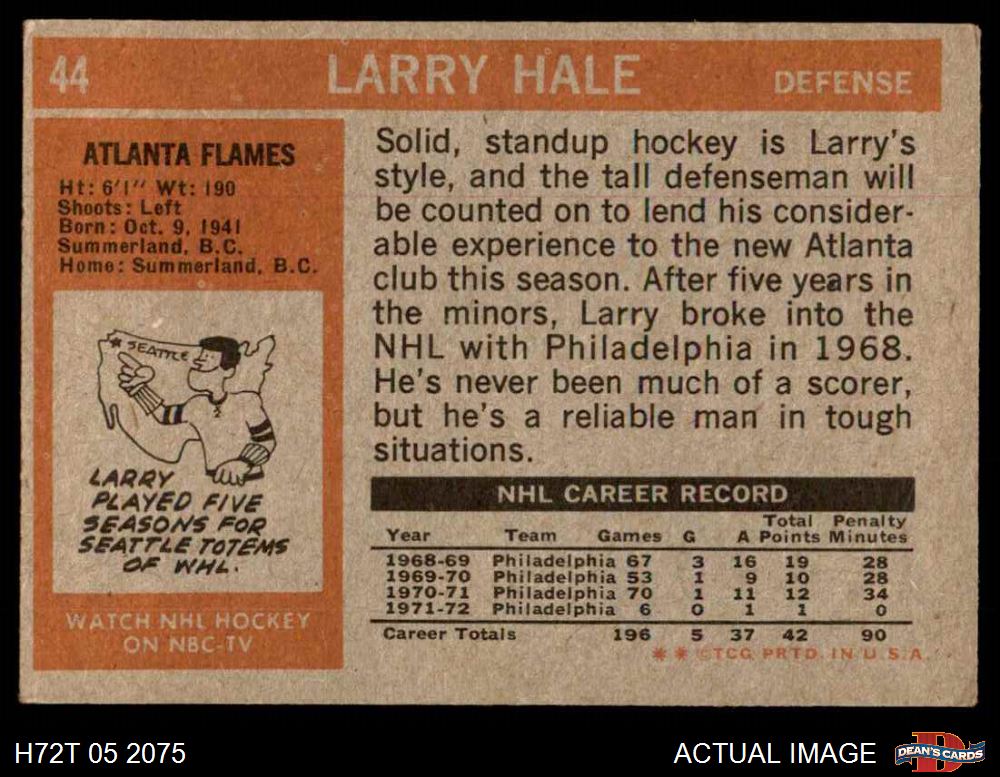 44 LARRY HALE DEFENSE
ATLANTA FLAMES
Ht: 6'1" Wt: 190
Shoots: Left
Born: Oct. 9, 1941
Summerland, B.C.
Home: Summerland, B.C.
* SEATTLE
LARRY
PLAYED FIVE
SEASONS FOR
SEATTLE TOTEMS
OF WHL.
WATCH NHL HOCKEY
ON NBC-TV
Solid, standup hockey is Larry's
style, and the tall defenseman will
be counted on to lend his consider-
able experience to the new Atlanta
club this season. After five years in
the minors, Larry broke into the
NHL with Philadelphia in 1968.
He's never been much of a scorer,
but he's a reliable man in tough
situations.
NHL CAREER RECORD
Total Penalty
Year Team Games G A Points Minutes
1968-69 Philadelphia 67 3 16 19 28
1969-70 Philadelphia 53 1 9 10 28
1970-71 Philadelphia 70 1 11 12 34
1971-72 Philadelphia 6 0 1 1 0
Career Totals 196 5 37 42 90
* * ©TCG PRTD. IN U.S.A.
H72T 05 2075 ACTUAL IMAGE DEAN'S CARDS